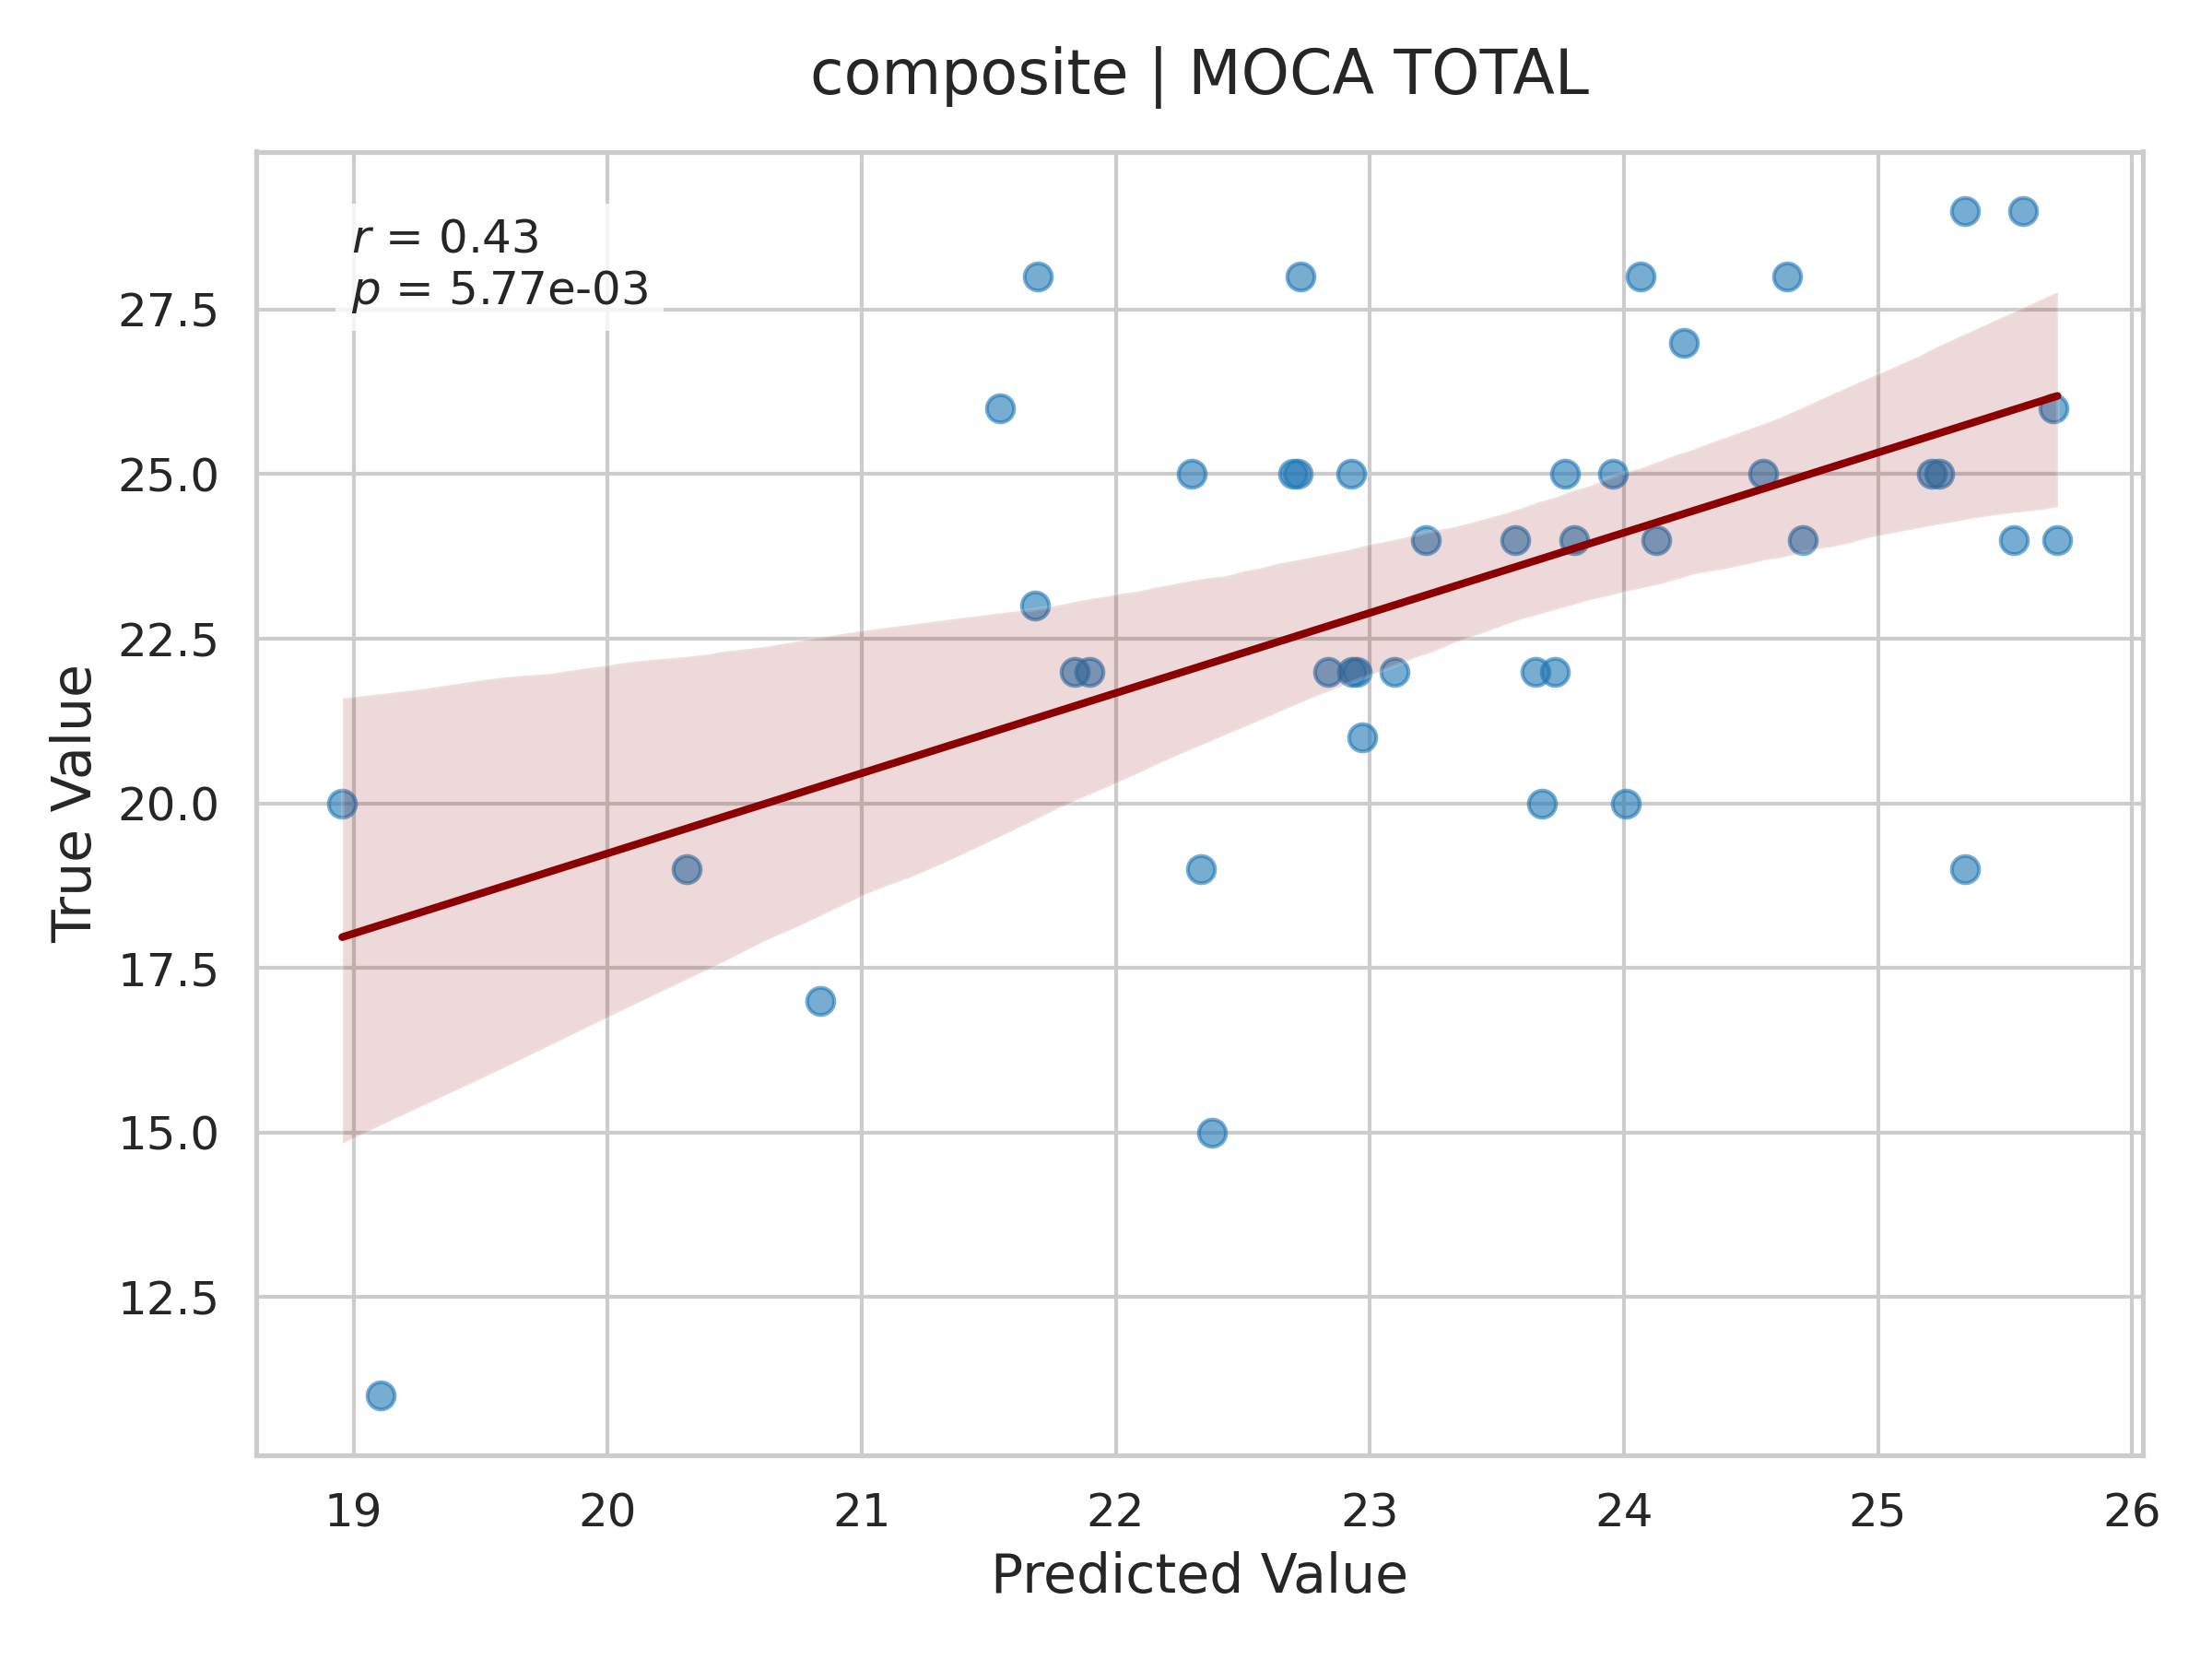 composite | MOCA TOTAL
r = 0.43
p = 5.77e-03
27.5
25.0
22.5
20.0
17.5
15.0
12.5
True Value
19 20 21 22 23 24 25 26
Predicted Value